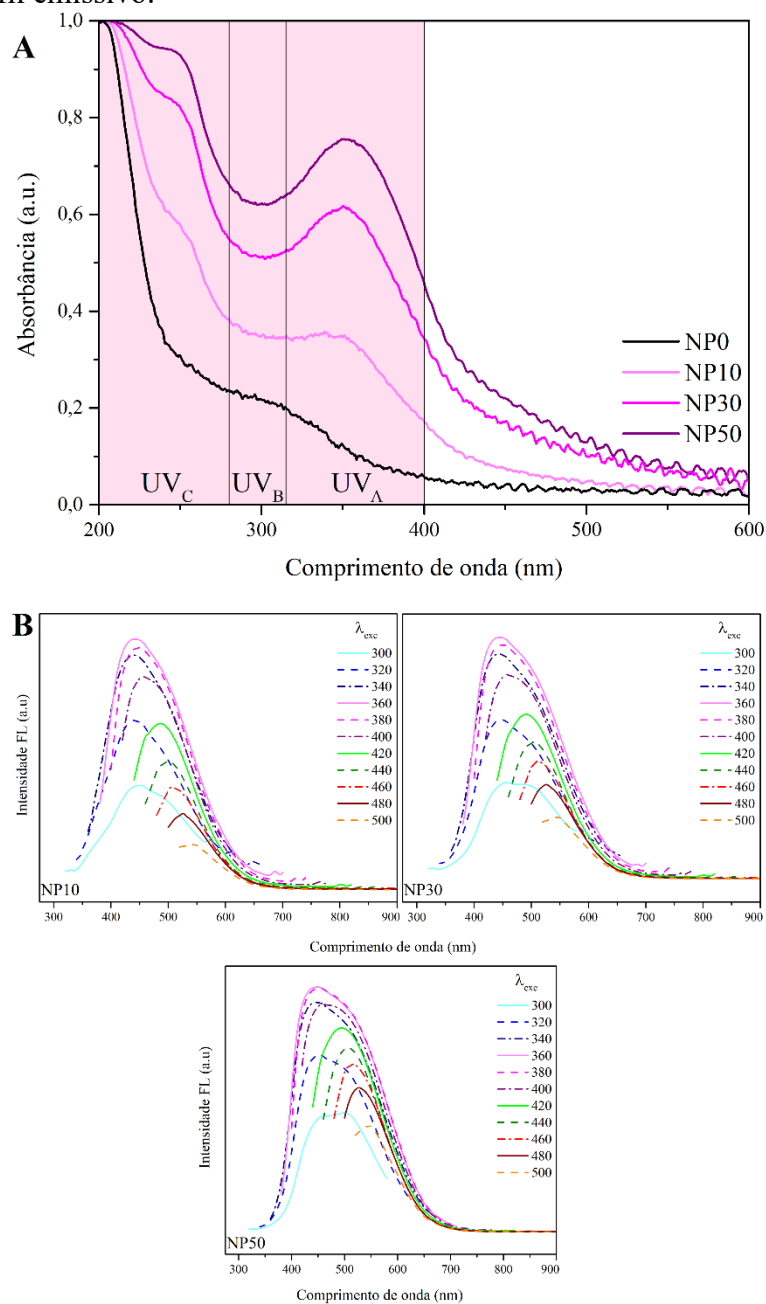 m emissivo.
A
1,0
0,8
0,6
0,4
0,2
0,0
Absorbância (a.u.)
NP0
NP10
NP30
NP50
UVC UVB UVA
200 300 400 500 600
Comprimento de onda (nm)
B
λexc
300
320
340
360
380
400
420
440
460
480
500
Intensidade FL (a.u)
NP10
300 400 500 600 700 800 900
Comprimento de onda (nm)
λexc
300
320
340
360
380
400
420
440
460
480
500
NP30
300 400 500 600 700 800 900
Comprimento de onda (nm)
λexc
300
320
340
360
380
400
420
440
460
480
500
Intensidade FL (a.u)
NP50
300 400 500 600 700 800 900
Comprimento de onda (nm)